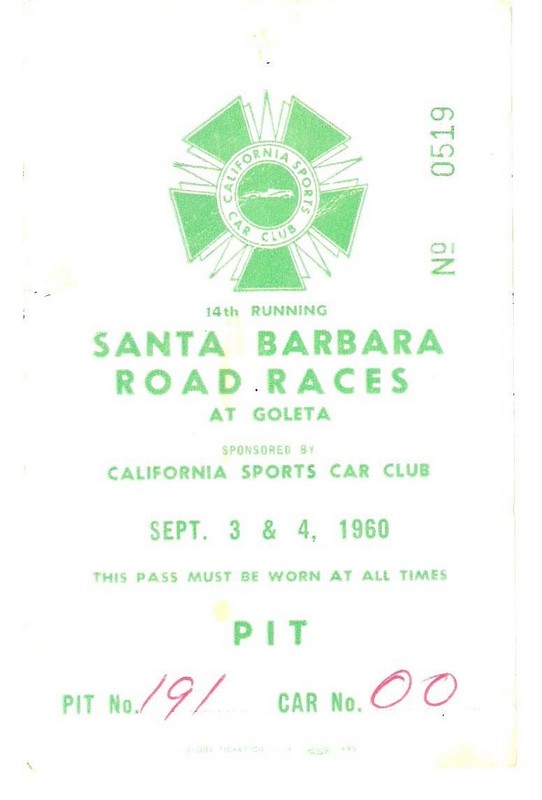 CALIFORNIA SPORTS
CAR CLUB
Nº 0519
14th RUNNING
SANTA BARBARA
ROAD RACES
AT GOLETA
SPONSORED BY
CALIFORNIA SPORTS CAR CLUB
SEPT. 3 & 4, 1960
THIS PASS MUST BE WORN AT ALL TIMES
PIT
PIT No. 191 CAR No. 00